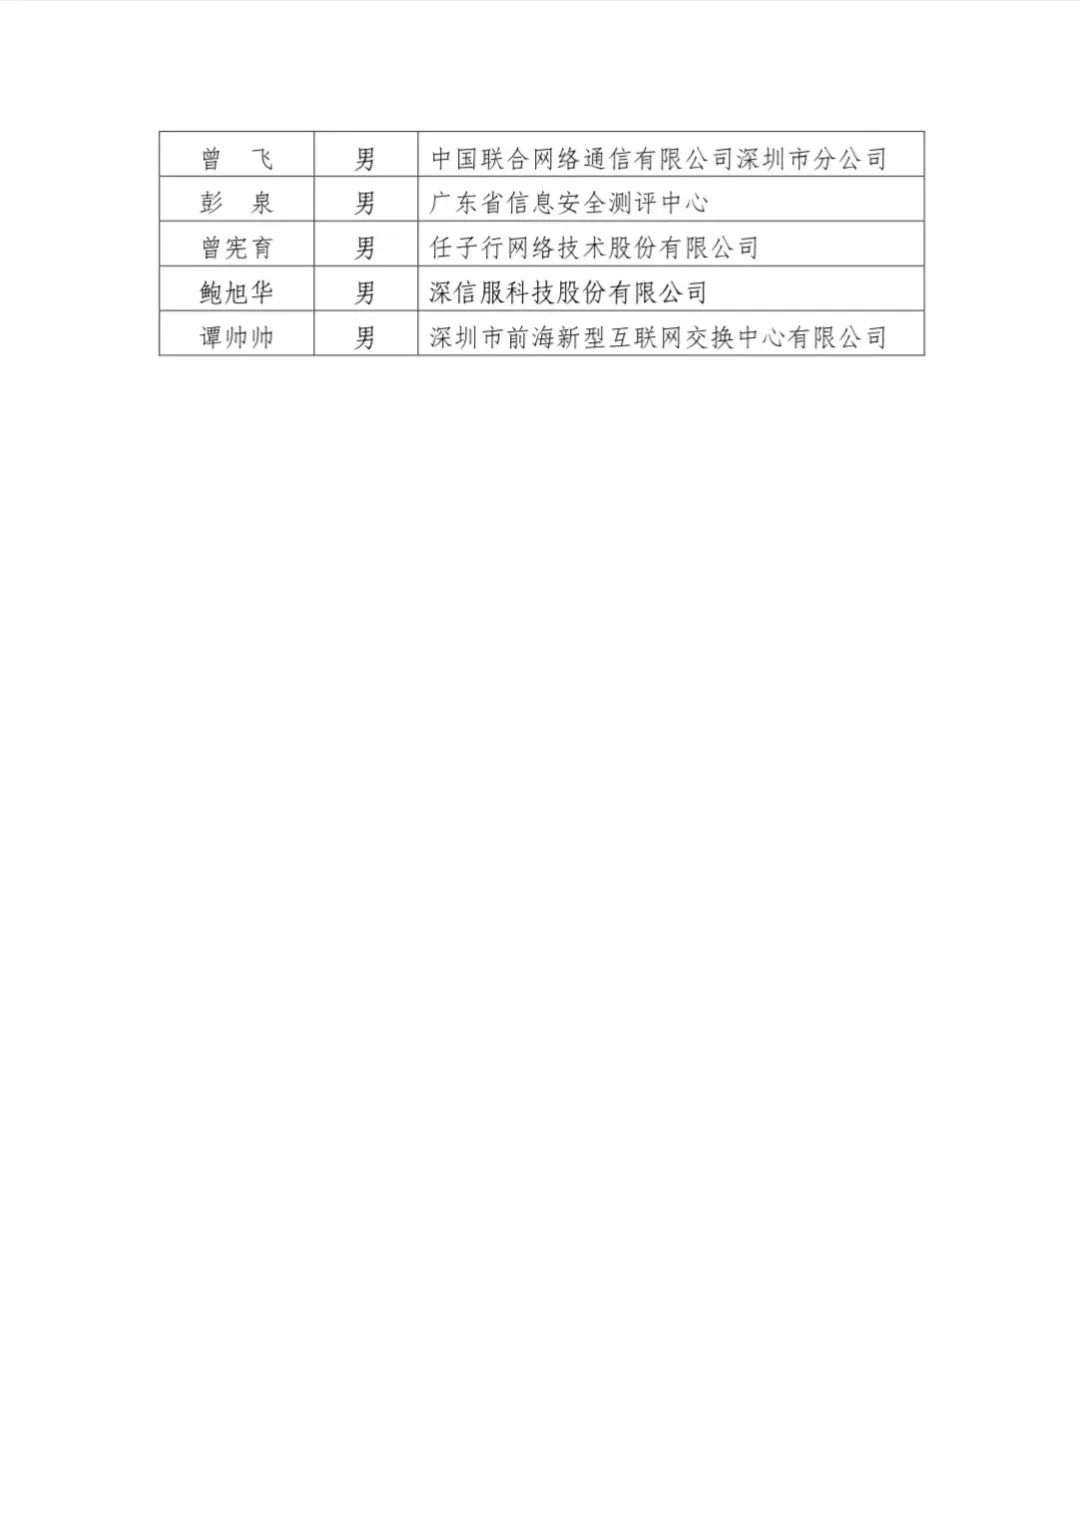 曾 飞 男 中国联合网络通信有限公司深圳市分公司
彭 泉 男 广东省信息安全测评中心
曾宪育 男 任子行网络技术股份有限公司
鲍旭华 男 深信服科技股份有限公司
谭帅帅 男 深圳市前海新型互联网交换中心有限公司